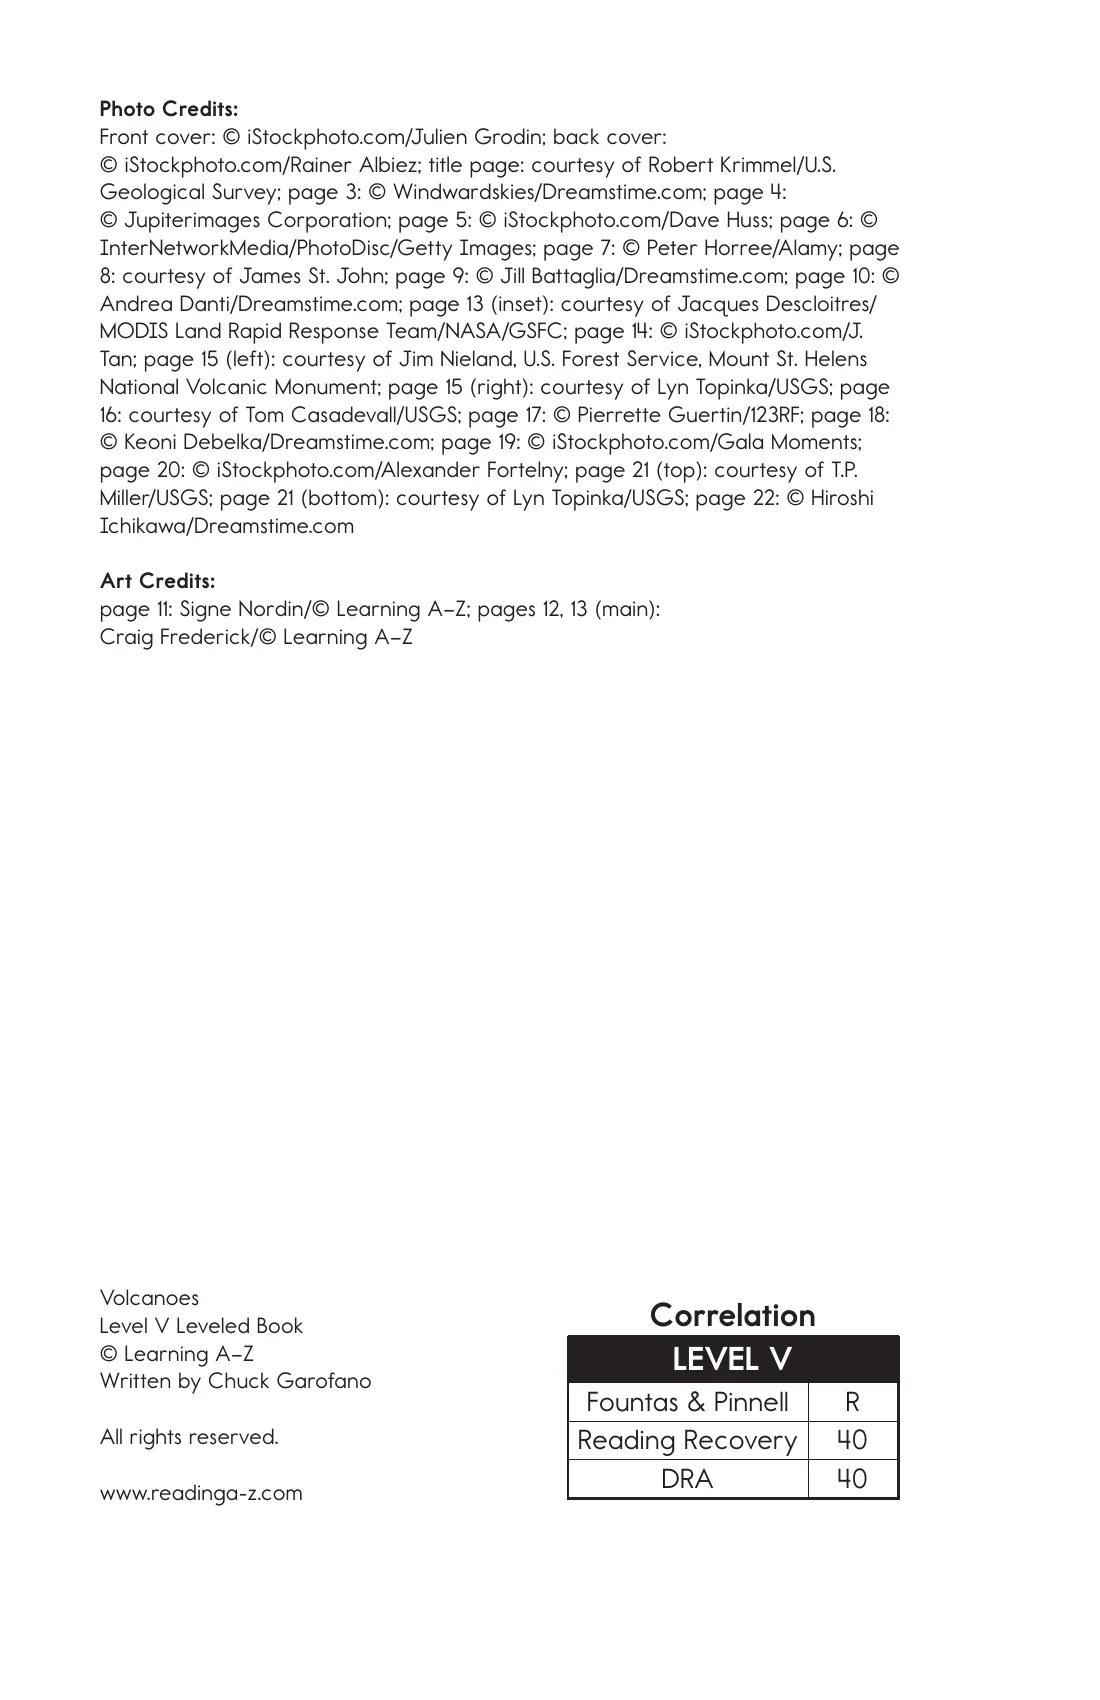 Photo Credits:
Front cover: © iStockphoto.com/Julien Grodin; back cover:
© iStockphoto.com/Rainer Albiez; title page: courtesy of Robert Krimmel/U.S.
Geological Survey; page 3: © Windwardskies/Dreamstime.com; page 4:
© Jupiterimages Corporation; page 5: © iStockphoto.com/Dave Huss; page 6: ©
InterNetworkMedia/PhotoDisc/Getty Images; page 7: © Peter Horree/Alamy; page
8: courtesy of James St. John; page 9: © Jill Battaglia/Dreamstime.com; page 10: ©
Andrea Danti/Dreamstime.com; page 13 (inset): courtesy of Jacques Descloitres/
MODIS Land Rapid Response Team/NASA/GSFC; page 14: © iStockphoto.com/J.
Tan; page 15 (left): courtesy of Jim Nieland, U.S. Forest Service, Mount St. Helens
National Volcanic Monument; page 15 (right): courtesy of Lyn Topinka/USGS; page
16: courtesy of Tom Casadevall/USGS; page 17: © Pierrette Guertin/123RF; page 18:
© Keoni Debelka/Dreamstime.com; page 19: © iStockphoto.com/Gala Moments;
page 20: © iStockphoto.com/Alexander Fortelny; page 21 (top): courtesy of T.P.
Miller/USGS; page 21 (bottom): courtesy of Lyn Topinka/USGS; page 22: © Hiroshi
Ichikawa/Dreamstime.com
Art Credits:
page 11: Signe Nordin/© Learning A–Z; pages 12, 13 (main):
Craig Frederick/© Learning A–Z
Volcanoes
Level V Leveled Book
© Learning A–Z
Written by Chuck Garofano
All rights reserved.
www.readinga-z.com
Correlation
LEVEL V
Fountas & Pinnell R
Reading Recovery 40
DRA 40